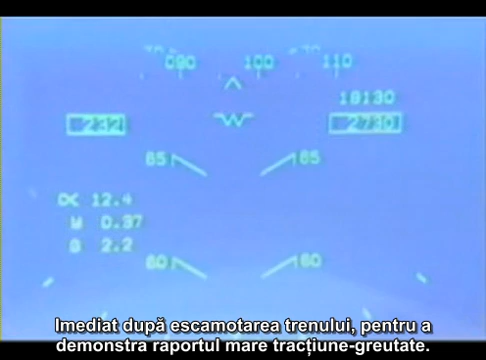 090 100 110
18130
232 2730
65 65
α 12.4
M 0.37
G 2.2
60 60
Imediat după escamotarea trenului, pentru a
demonstra raportul mare tracțiune-greutate.